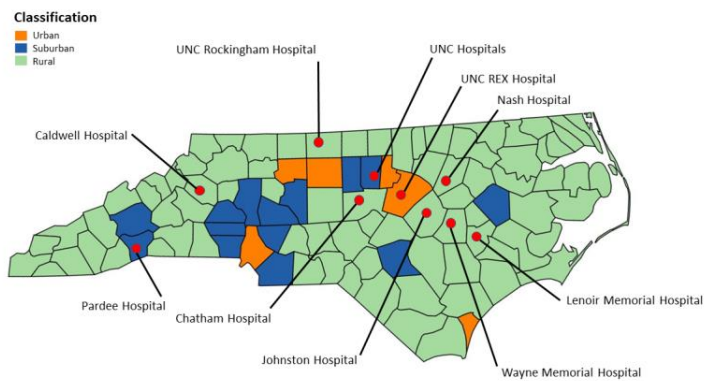 Classification
Urban
Suburban
Rural
UNC Rockingham Hospital
UNC Hospitals
UNC REX Hospital
Nash Hospital
Caldwell Hospital
Pardee Hospital
Chatham Hospital
Johnston Hospital
Lenoir Memorial Hospital
Wayne Memorial Hospital